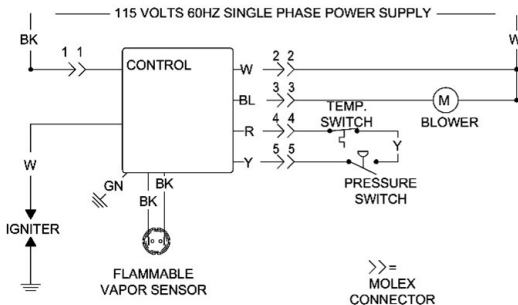 115 VOLTS 60HZ SINGLE PHASE POWER SUPPLY
BK
W
1 1
CONTROL
W
2 2
BL
3 3
M
BLOWER
TEMP.
SWITCH
R
4 4
Y
Y
5 5
PRESSURE
SWITCH
W
GN
BK
BK
IGNITER
FLAMMABLE
VAPOR SENSOR
>>=
MOLEX
CONNECTOR